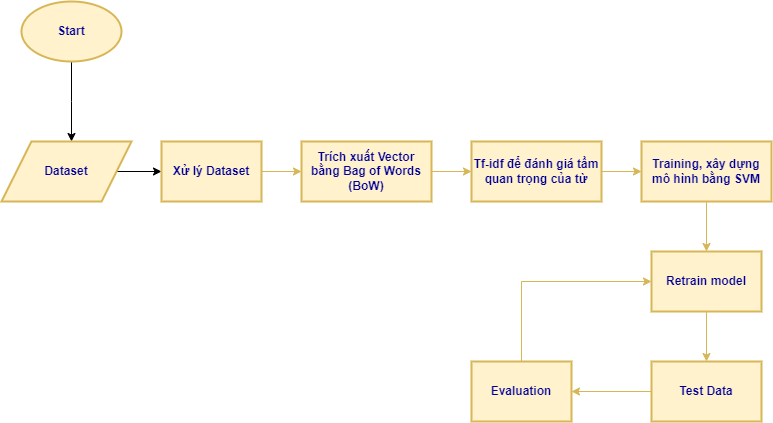 Start
Dataset
Xử lý Dataset
Trích xuất Vector
bằng Bag of Words
(BoW)
Tf-idf để đánh giá tầm
quan trọng của từ
Training, xây dựng
mô hình bằng SVM
Retrain model
Evaluation
Test Data